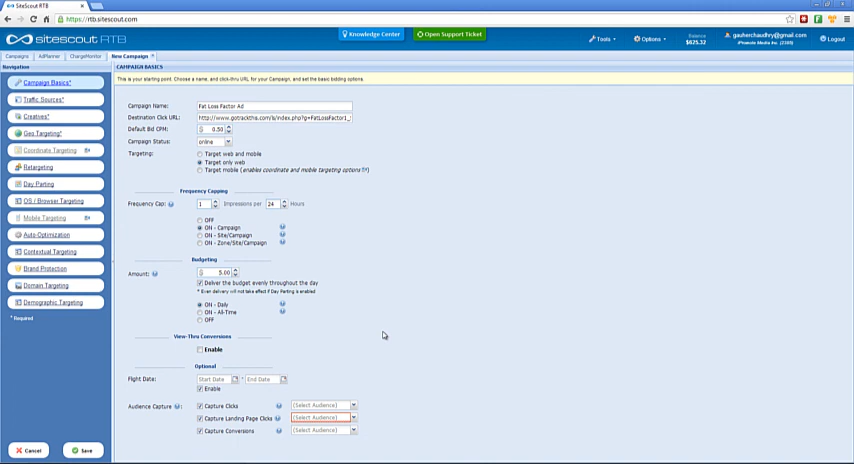 SiteScout RTB
https://rtb.sitescout.com
sitescout RTB
Knowledge Center
Open Support Ticket
Tools
Options
Balance
$625.32
gauherchaudhry@gmail.com
Logout
Campaigns
AdPlanner
ChargeMonitor
New Campaign
Navigation
CAMPAIGN BASICS
This is your starting point. Choose a name, and click-thru URL for your Campaign, and set the basic bidding options.
Campaign Basics*
Traffic Sources*
Creatives*
Geo Targeting*
Coordinate Targeting
Retargeting
Day Parting
OS / Browser Targeting
Mobile Targeting
Auto-Optimization
Contextual Targeting
Brand Protection
Domain Targeting
Demographic Targeting
* Required
Cancel
Save
Campaign Name: Fat Loss Factor Ad
Destination Click URL: http://www.gotrackthis.com/b/index.php?g=FatLossFactor1_
Default Bid CPM: $ 0.50
Campaign Status: online
Targeting: Target web and mobile
Target only web
Target mobile (enables coordinate and mobile targeting options)
Frequency Capping
Frequency Cap: 1 Impressions per 24 Hours
OFF
ON - Campaign
ON - Site/Campaign
ON - Zone/Site/Campaign
Budgeting
Amount: $ 5.00
Deliver the budget evenly throughout the day
* Even delivery will not take effect if Day Parting is enabled
ON - Daily
ON - All-Time
OFF
View-Thru Conversions
Enable
Optional
Flight Date: Start Date - End Date
Enable
Audience Capture: Capture Clicks (Select Audience)
Capture Landing Page Clicks (Select Audience)
Capture Conversions (Select Audience)